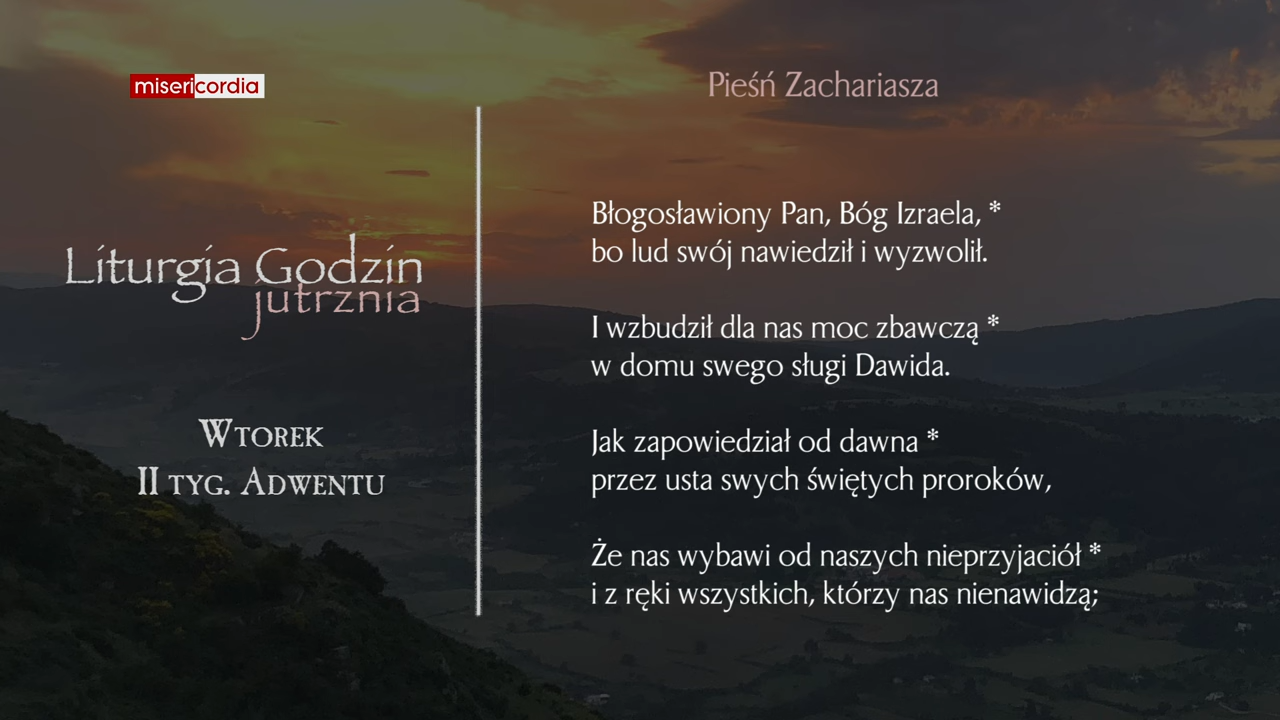 misericordia
Liturgia Godzin
jutrznia
Wtorek
II tyg. Adwentu
Pieśń Zachariasza
Błogosławiony Pan, Bóg Izraela, *
bo lud swój nawiedził i wyzwolił.
I wzbudził dla nas moc zbawczą *
w domu swego sługi Dawida.
Jak zapowiedział od dawna *
przez usta swych świętych proroków,
Że nas wybawi od naszych nieprzyjaciół *
i z ręki wszystkich, którzy nas nienawidzą;